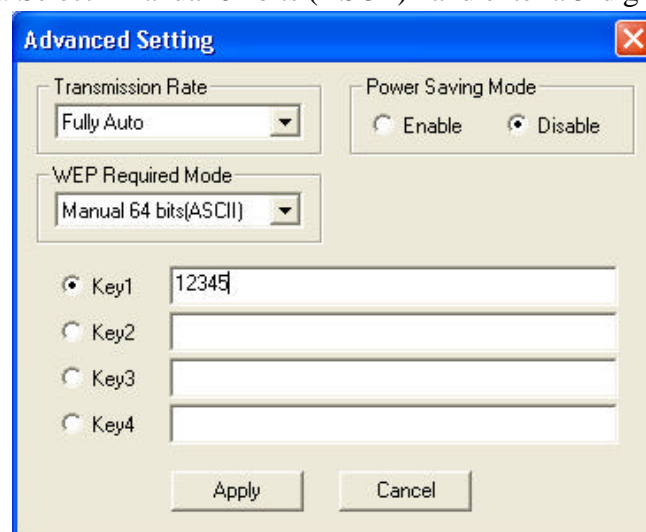 Advanced Setting
Transmission Rate
Fully Auto
Power Saving Mode
Enable
Disable
WEP Required Mode
Manual 64 bits(ASCII)
Key1 12345
Key2
Key3
Key4
Apply
Cancel